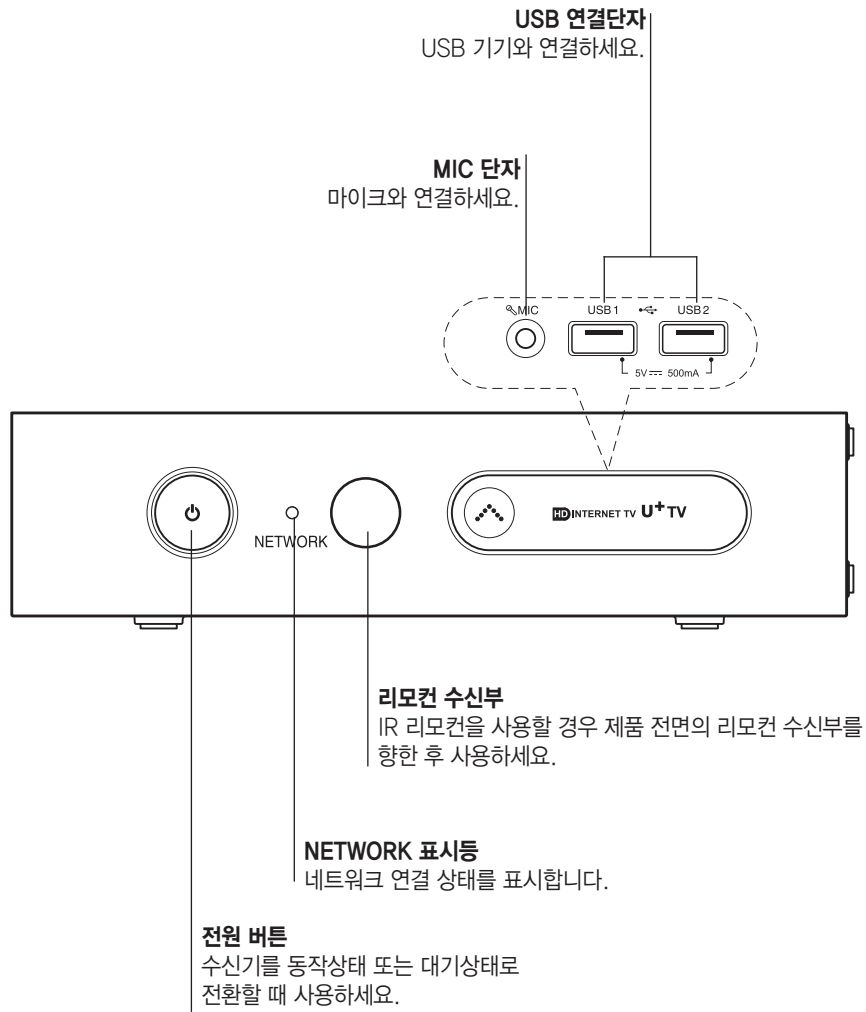 USB 연결단자
USB 기기와 연결하세요.
MIC 단자
마이크와 연결하세요.
MIC USB1 USB2
5V 500mA
NETWORK
HD INTERNET TV U+ TV
리모컨 수신부
IR 리모컨을 사용할 경우 제품 전면의 리모컨 수신부를
향한 후 사용하세요.
NETWORK 표시등
네트워크 연결 상태를 표시합니다.
전원 버튼
수신기를 동작상태 또는 대기상태로
전환할 때 사용하세요.